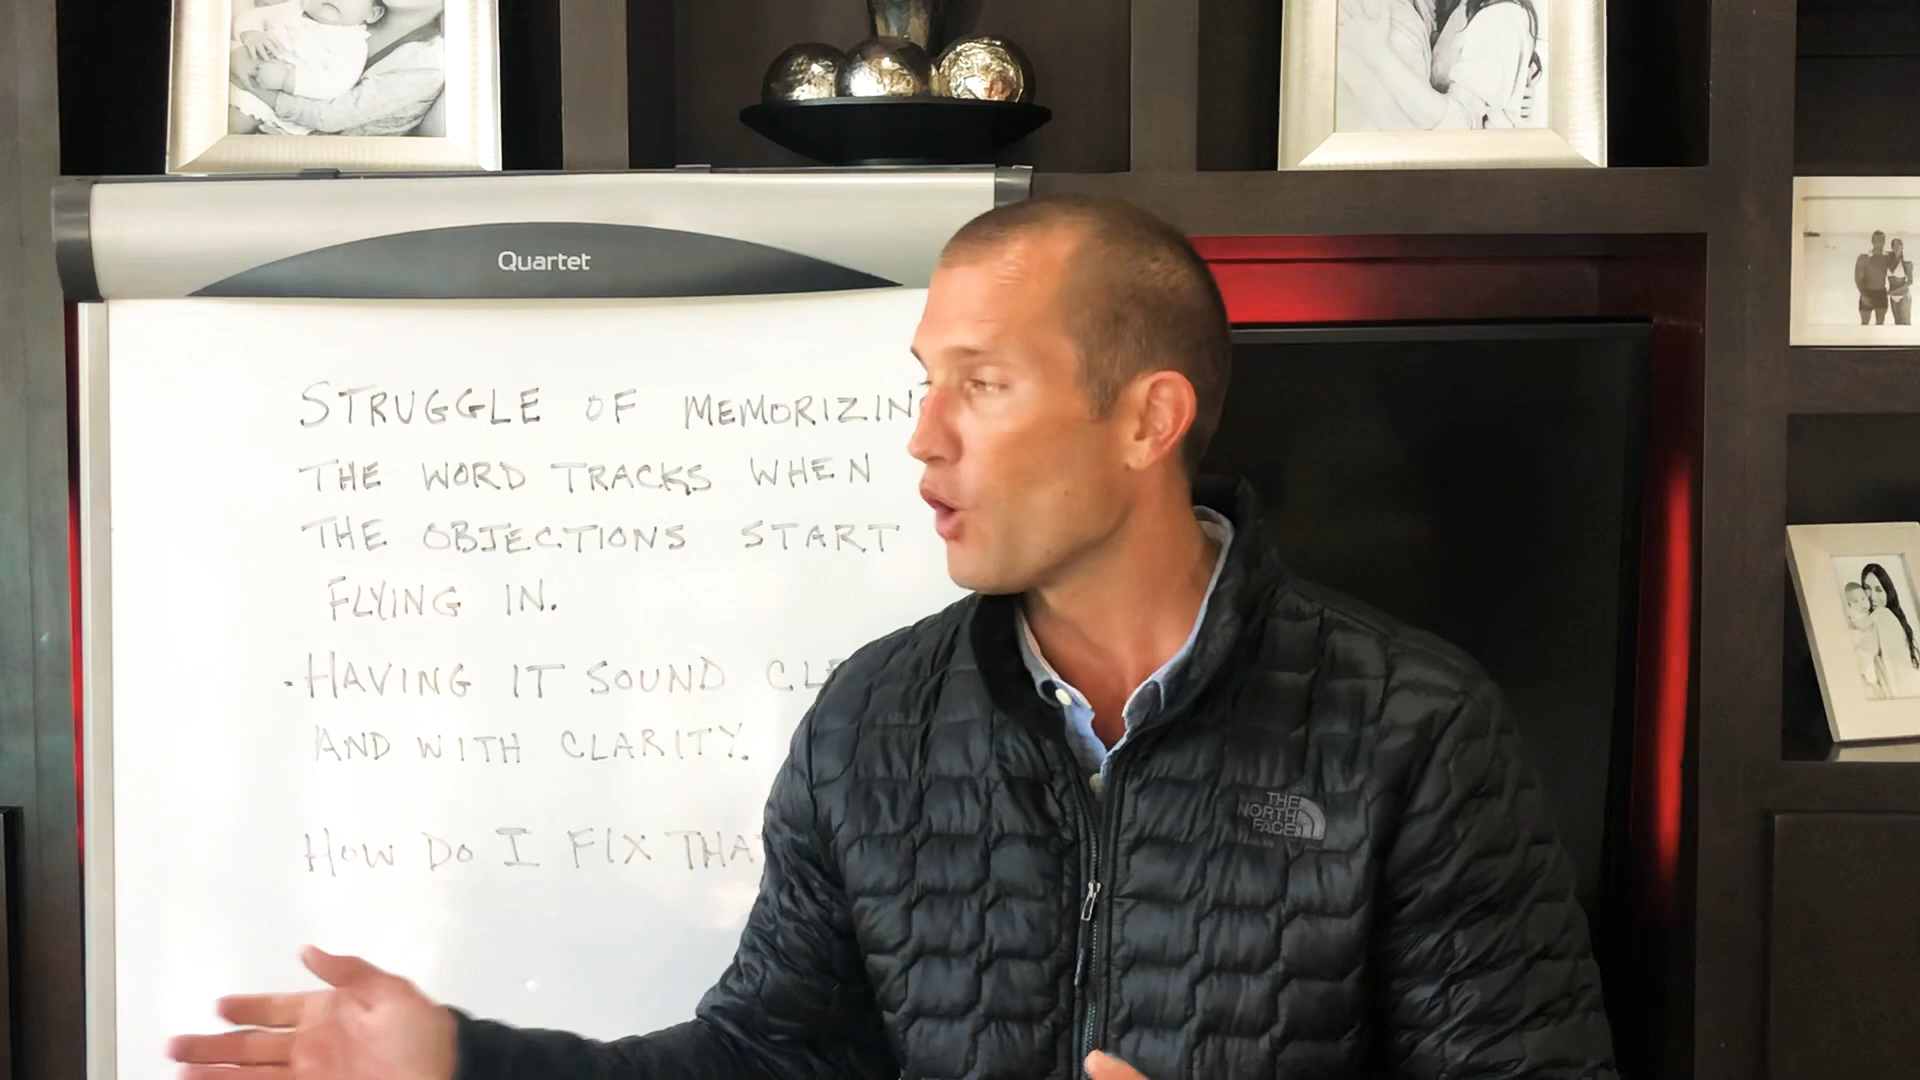 Quartet
STRUGGLE OF MEMORIZIN
THE WORD TRACKS WHEN
THE OBJECTIONS START
FLYING IN.
· HAVING IT SOUND CLE
AND WITH CLARITY.
HOW DO I FIX THA
THE
NORTH
FACE